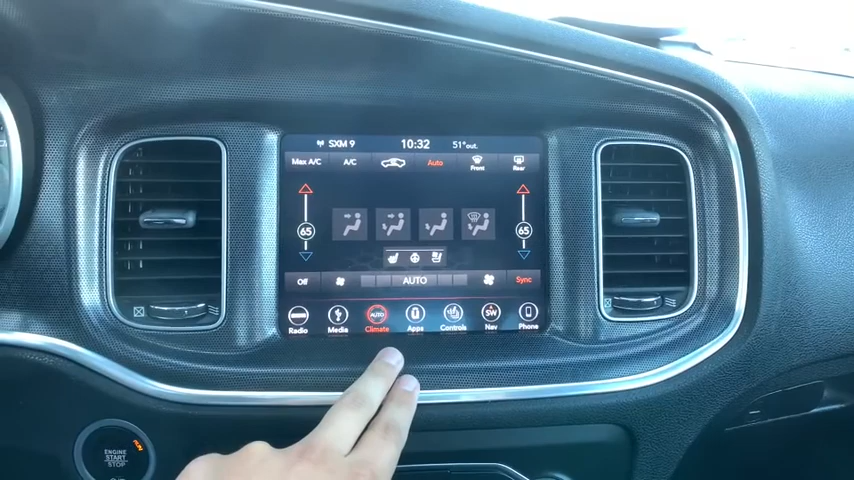 SXM 9 10:32 51°out.
Max A/C A/C Auto Front Rear
65 65
Off AUTO Sync
AUTO SW
Radio Media Climate Apps Controls Nav Phone
RUN
ENGINE
START
STOP